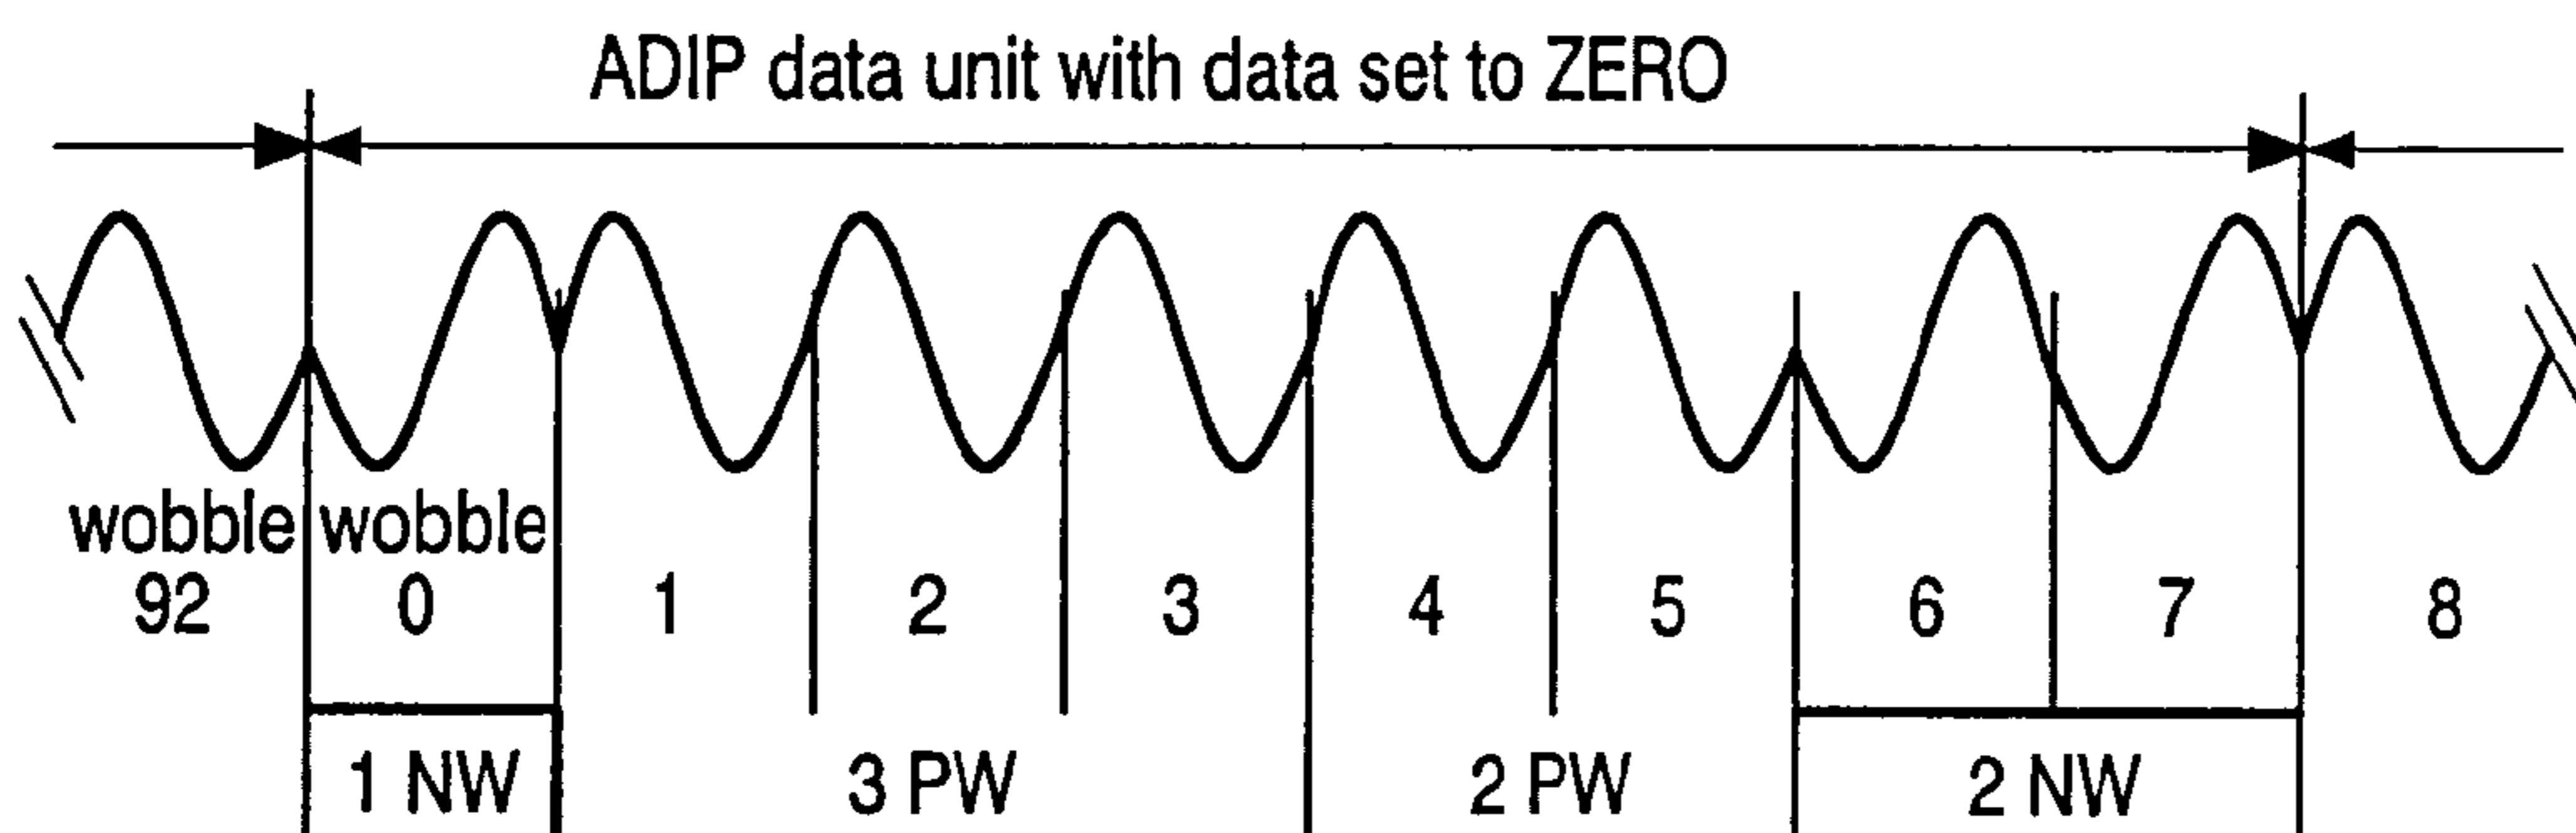 ADIP data unit with data set to ZERO
wobble wobble
92 0 1 2 3 4 5 6 7 8
1 NW 3 PW 2 PW 2 NW